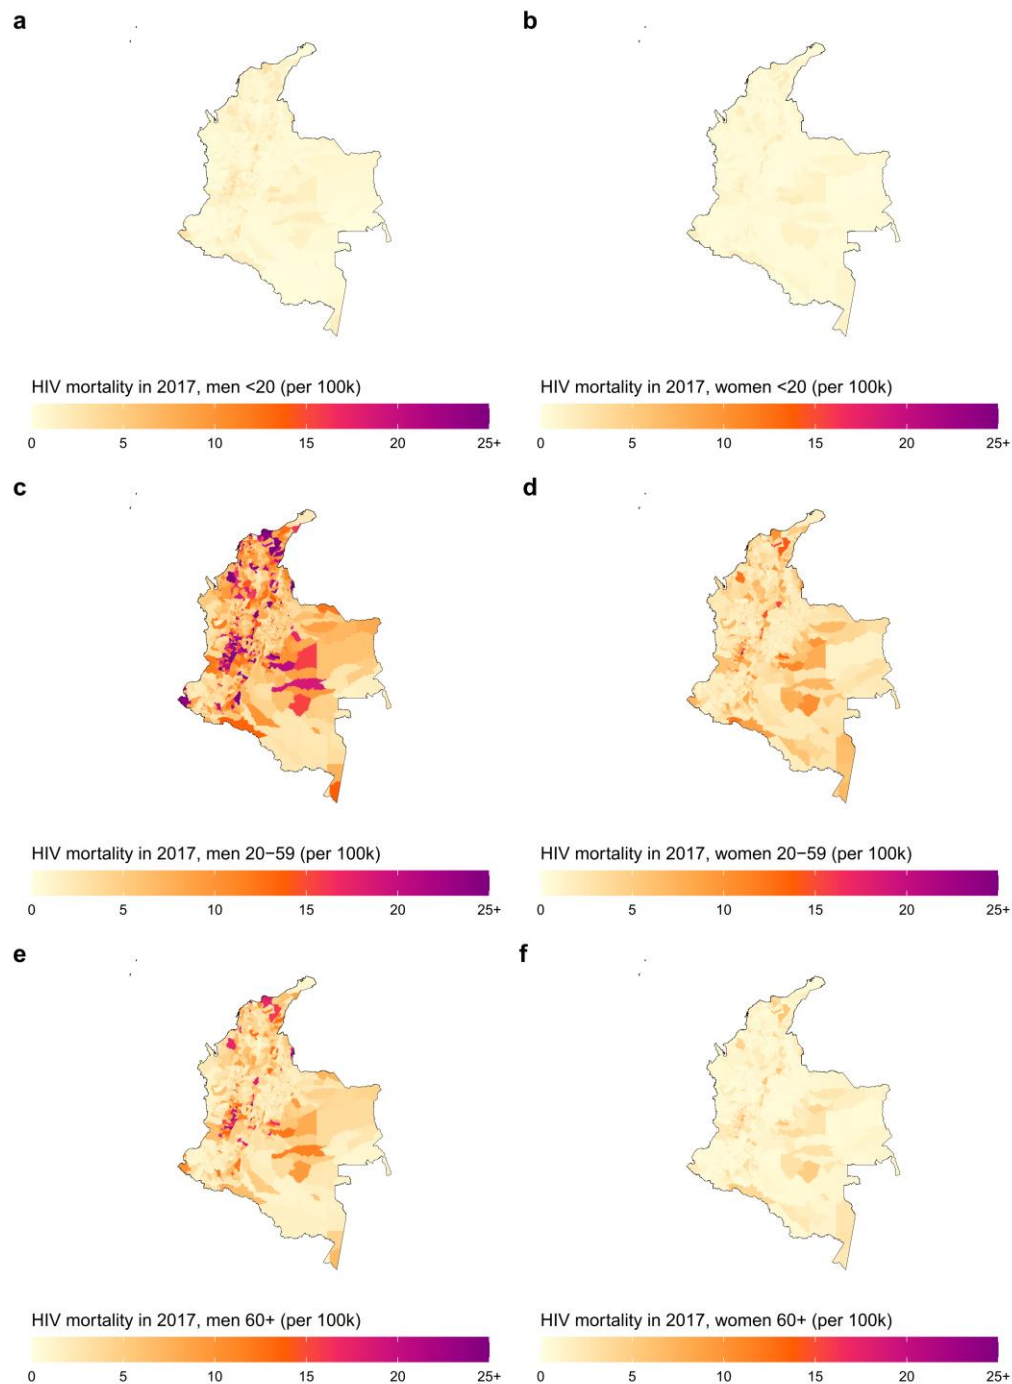 a b
HIV mortality in 2017, men <20 (per 100k) HIV mortality in 2017, women <20 (per 100k)
0 5 10 15 20 25+ 0 5 10 15 20 25+
c d
HIV mortality in 2017, men 20−59 (per 100k) HIV mortality in 2017, women 20−59 (per 100k)
0 5 10 15 20 25+ 0 5 10 15 20 25+
e f
HIV mortality in 2017, men 60+ (per 100k) HIV mortality in 2017, women 60+ (per 100k)
0 5 10 15 20 25+ 0 5 10 15 20 25+